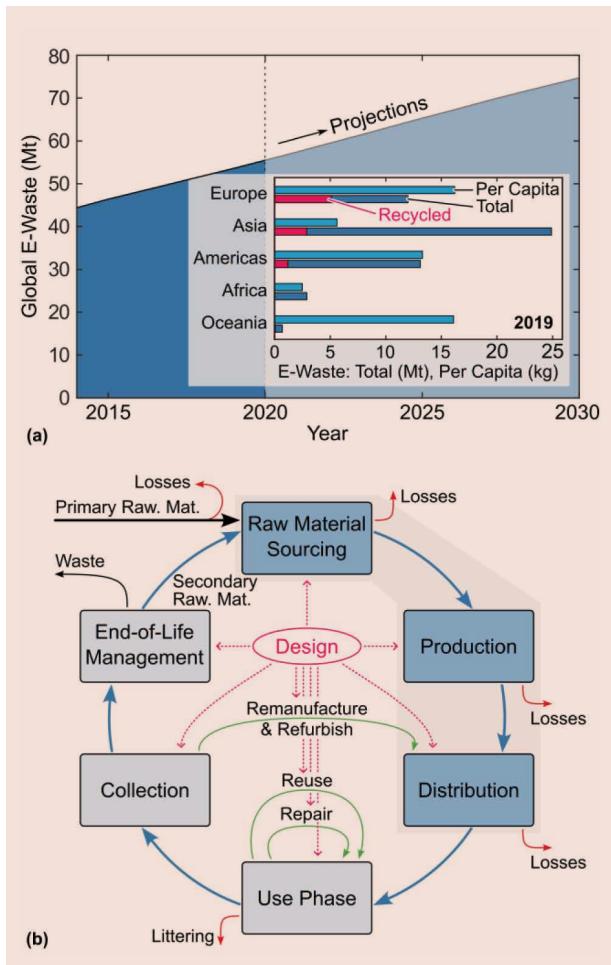 80
70
60
50
40
30
20
10
0
Global E-Waste (Mt)
Projections
Europe
Asia
Americas
Africa
Oceania
Per Capita
Total
Recycled
2019
0 5 10 15 20 25
E-Waste: Total (Mt), Per Capita (kg)
2015 2020 2025 2030
Year
(a)
Losses
Primary Raw. Mat.
Raw Material
Sourcing
Losses
Waste
Secondary
Raw. Mat.
End-of-Life
Management
Design
Production
Losses
Remanufacture
& Refurbish
Collection
Reuse
Repair
Distribution
Losses
Use Phase
Littering
(b)